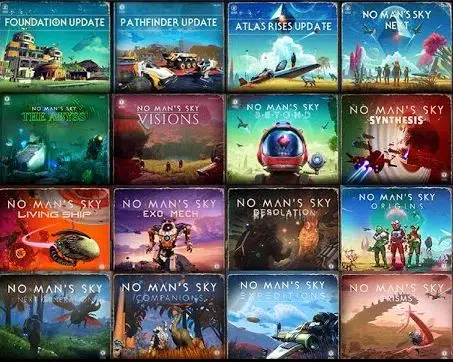 FOUNDATION UPDATE
PATHFINDER UPDATE
ATLAS RISES UPDATE
NO MAN'S SKY
NEXT
NO MAN'S SKY
THE ABYSS
NO MAN'S SKY
VISIONS
NO MAN'S SKY
BEYOND
NO MAN'S SKY
SYNTHESIS
NO MAN'S SKY
LIVING SHIP
NO MAN'S SKY
EXO MECH
NO MAN'S SKY
DESOLATION
NO MAN'S SKY
ORIGINS
NO MAN'S SKY
NEXT GENERATION
NO MAN'S SKY
COMPANIONS
NO MAN'S SKY
EXPEDITIONS
NO MAN'S SKY
PRISMS